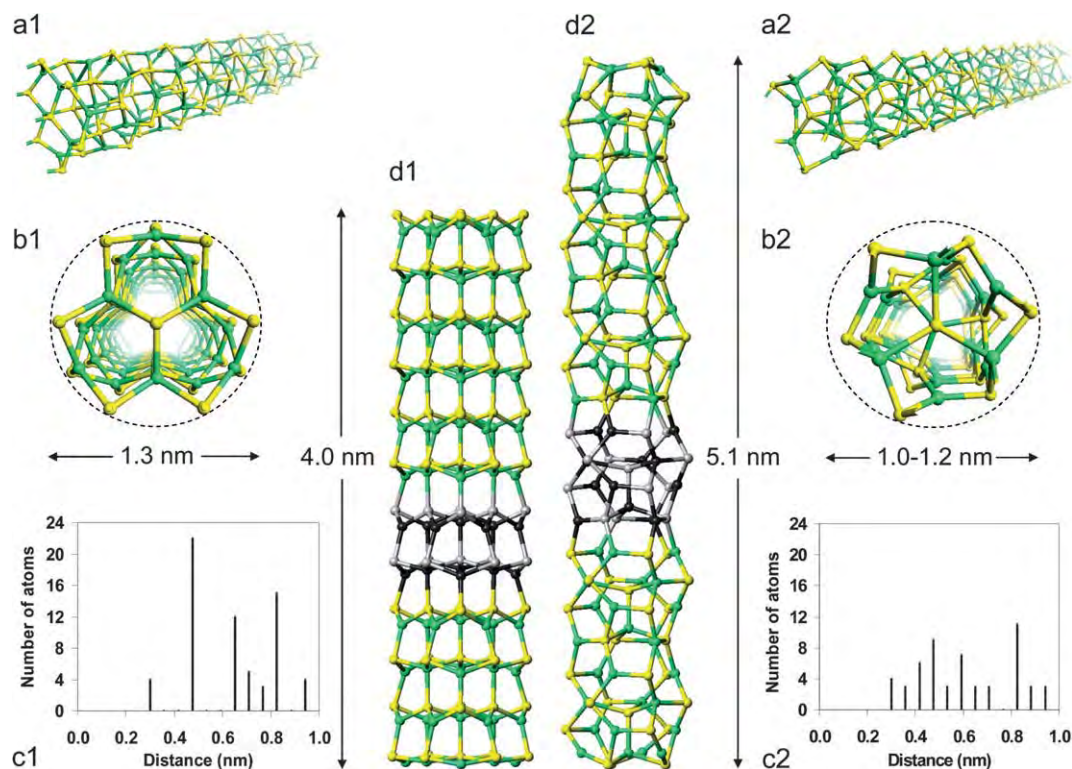 a1
d2
a2
d1
b1
b2
1.3 nm
4.0 nm
5.1 nm
1.0-1.2 nm
24
20
16
12
8
4
0
Number of atoms
0.0 0.2 0.4 0.6 0.8 1.0
Distance (nm)
c1
24
20
16
12
8
4
0
Number of atoms
0.0 0.2 0.4 0.6 0.8 1.0
Distance (nm)
c2